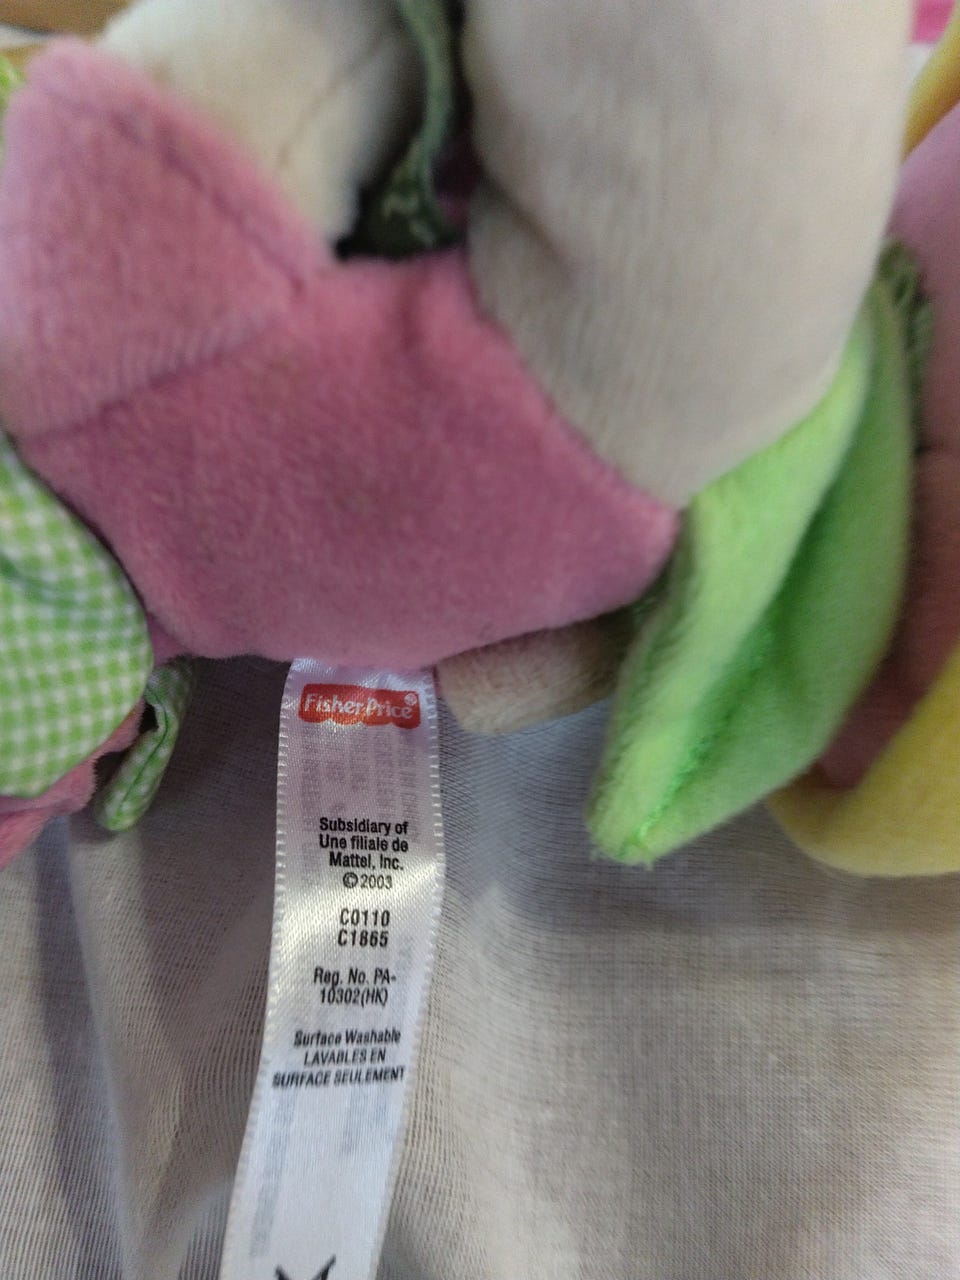 Fisher-Price®
Subsidiary of
Une filiale de
Mattel, Inc.
©2003
C0110
C1865
Reg. No. PA-
10302(HK)
Surface Washable
LAVABLES EN
SURFACE SEULEMENT